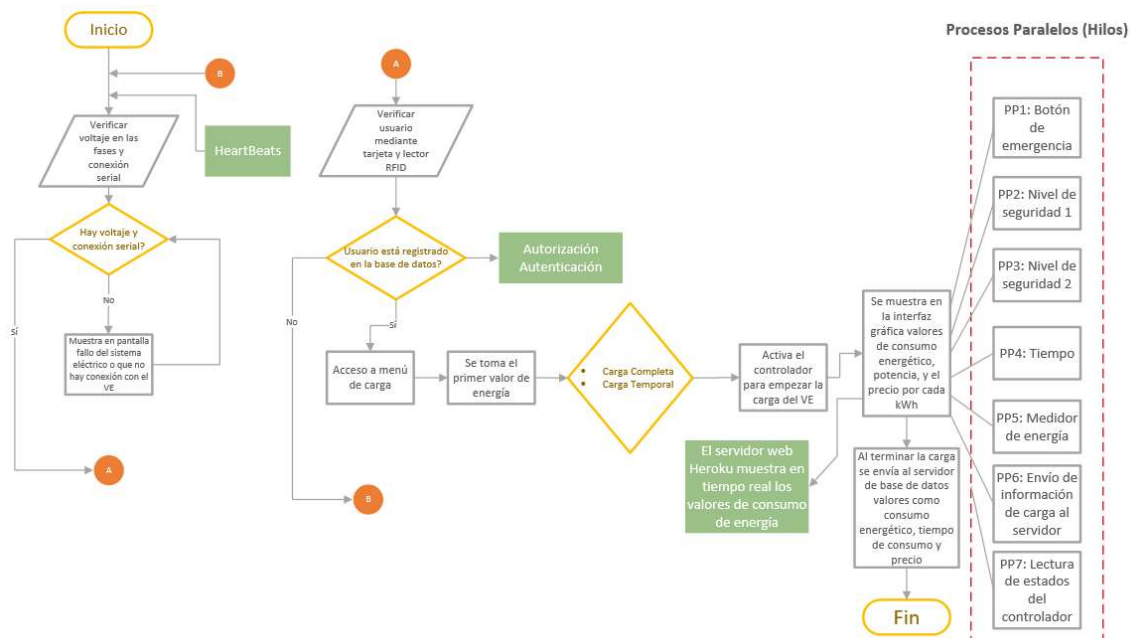 Inicio
B
Verificar
voltaje en las
fases y
conexión
serial
HeartBeats
Hay voltaje y
conexión serial?
No
Sí
Muestra en pantalla
fallo del sistema
eléctrico o que no
hay conexión con el
VE
A
A
Verificar
usuario
mediante
tarjeta y lector
RFID
Usuario está registrado
en la base de datos?
Autorización
Autenticación
No
Sí
Acceso a menú
de carga
Se toma el
primer valor de
energía
• Carga Completa
• Carga Temporal
Activa el
controlador
para empezar la
carga del VE
B
Se muestra en
la interfaz
gráfica valores
de consumo
energético,
potencia, y el
precio por cada
kWh
El servidor web
Heroku muestra en
tiempo real los
valores de consumo
de energía
Al terminar la carga
se envía al servidor
de base de datos
valores como
consumo
energético, tiempo
de consumo y
precio
Fin
Procesos Paralelos (Hilos)
PP1: Botón
de
emergencia
PP2: Nivel de
seguridad 1
PP3: Nivel de
seguridad 2
PP4: Tiempo
PP5: Medidor
de energía
PP6: Envío de
información
de carga al
servidor
PP7: Lectura
de estados
del
controlador